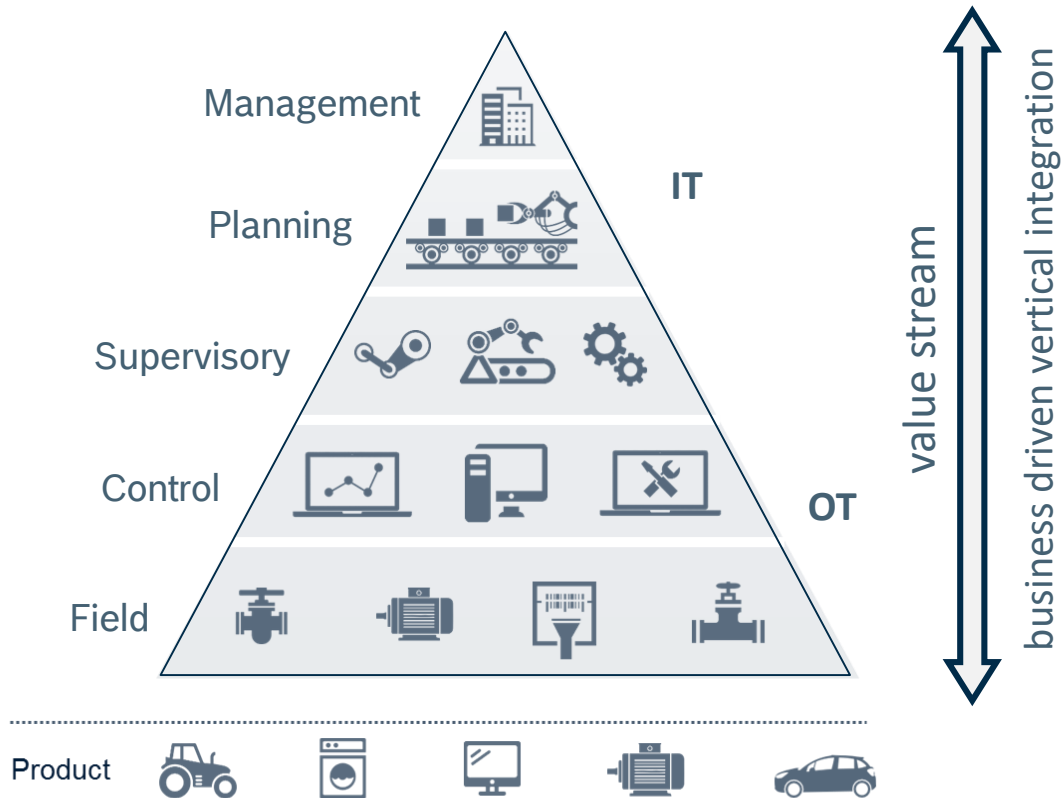 Management
IT
Planning
Supervisory
Control
OT
Field
value stream
business driven vertical integration
Product